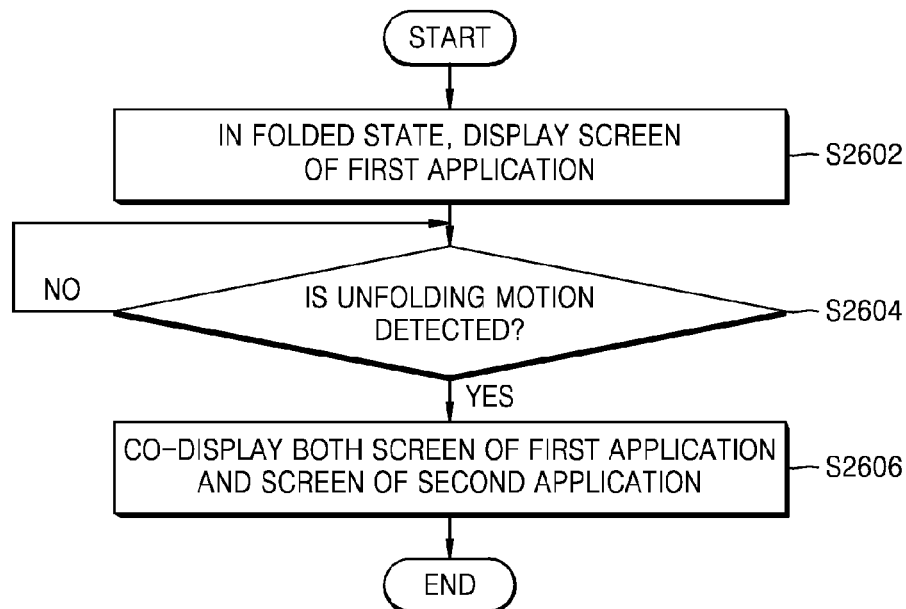 START
IN FOLDED STATE, DISPLAY SCREEN
OF FIRST APPLICATION
S2602
NO
IS UNFOLDING MOTION
DETECTED?
S2604
YES
CO-DISPLAY BOTH SCREEN OF FIRST APPLICATION
AND SCREEN OF SECOND APPLICATION
S2606
END